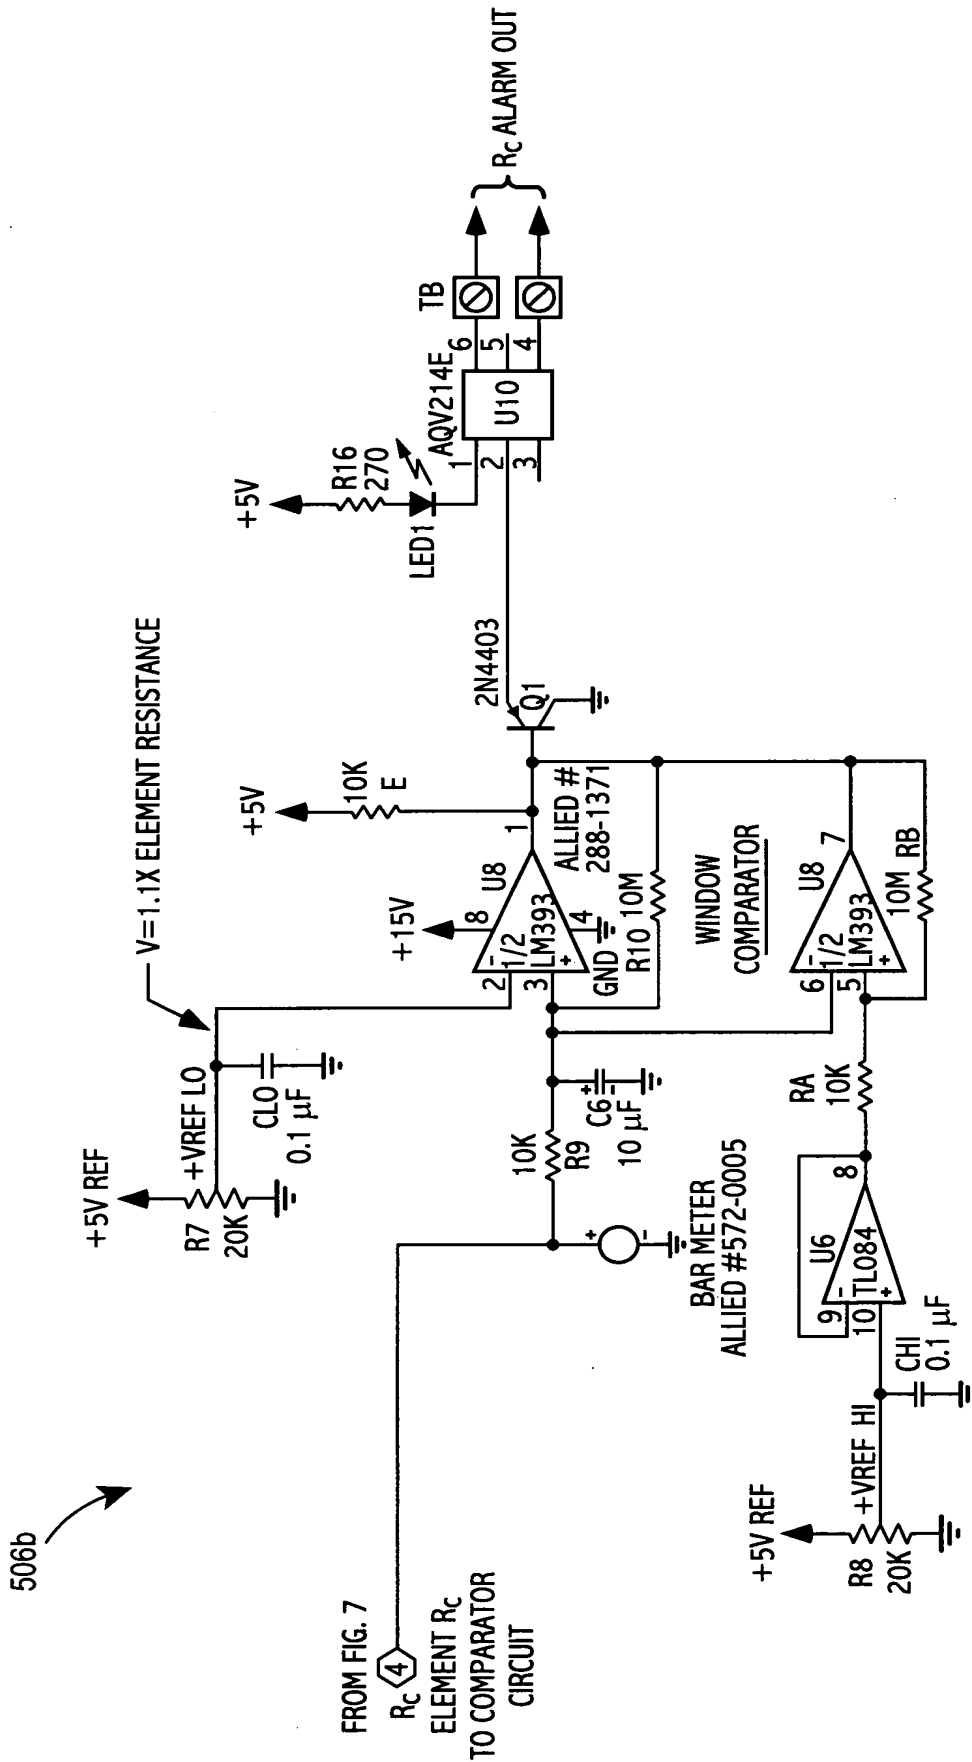 506b
FROM FIG. 7
RC 4
ELEMENT RC
TO COMPARATOR
CIRCUIT
+5V REF
R7
20K
+VREF LO
CLO
0.1 µF
V=1.1X ELEMENT RESISTANCE
+5V REF
R8
20K
+VREF HI
CHI
0.1 µF
BAR METER
ALLIED #572-0005
+
-
10K
R9
+
-
C6
10 µF
9
10
-
+
U6
TL084
8
RA
10K
+15V
8
2
3
-
+
1/2
LM393
U8
4
GND
1
R10 10M
ALLIED #
288-1371
+5V
10K
E
WINDOW
COMPARATOR
6
5
-
+
1/2
LM393
U8
7
10M RB
2N4403
Q1
+5V
R16
270
LED1
AQV214E
1
2
3
U10
6
5
4
TB
RC ALARM OUT